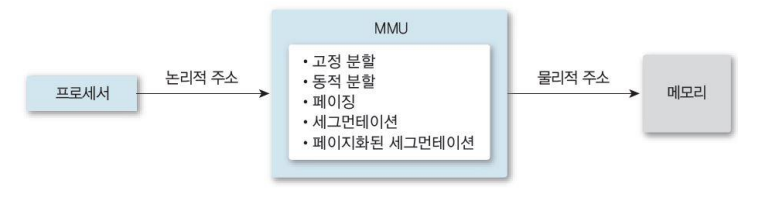 MMU
프로세서
논리적 주소
• 고정 분할
• 동적 분할
• 페이징
• 세그먼테이션
• 페이지화된 세그먼테이션
물리적 주소
메모리